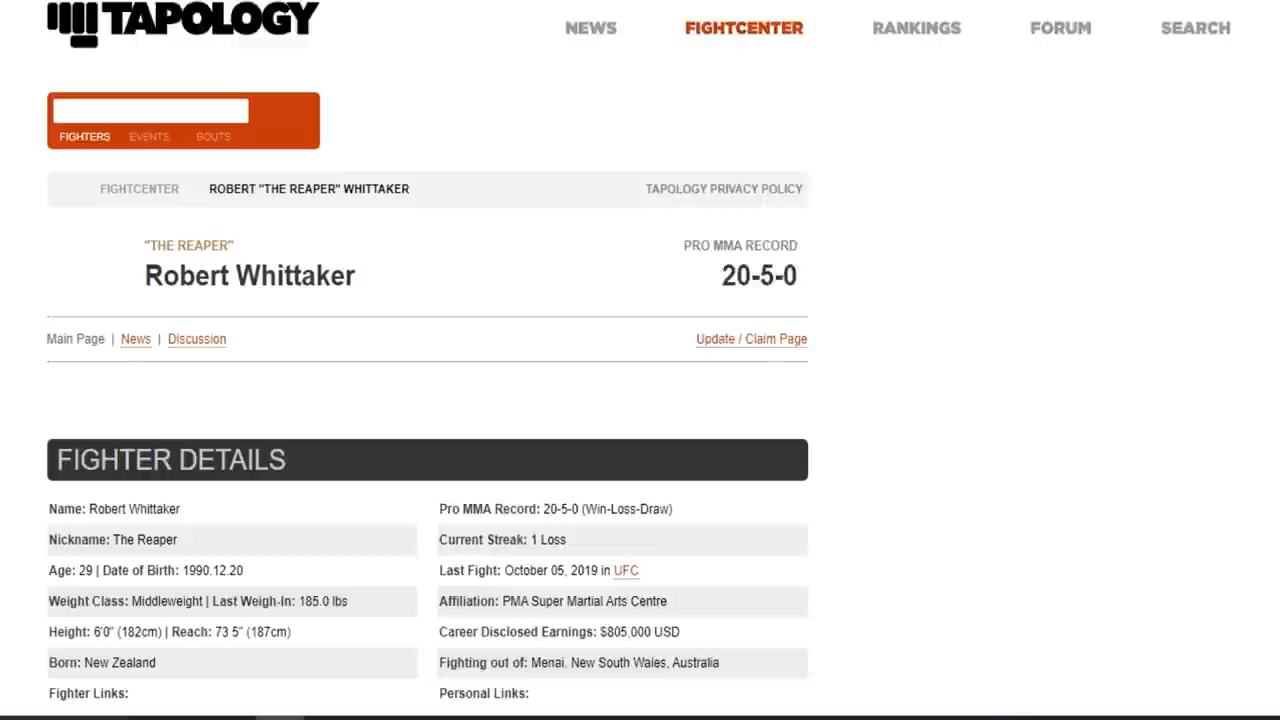 TAPOLOGY
NEWS FIGHTCENTER RANKINGS FORUM SEARCH
FIGHTERS EVENTS BOUTS
FIGHTCENTER ROBERT "THE REAPER" WHITTAKER TAPOLOGY PRIVACY POLICY
"THE REAPER" PRO MMA RECORD
Robert Whittaker 20-5-0
Main Page | News | Discussion Update / Claim Page
FIGHTER DETAILS
Name: Robert Whittaker Pro MMA Record: 20-5-0 (Win-Loss-Draw)
Nickname: The Reaper Current Streak: 1 Loss
Age: 29 | Date of Birth: 1990.12.20 Last Fight: October 05, 2019 in UFC
Weight Class: Middleweight | Last Weigh-In: 185.0 lbs Affiliation: PMA Super Martial Arts Centre
Height: 6'0" (182cm) | Reach: 73.5" (187cm) Career Disclosed Earnings: $805,000 USD
Born: New Zealand Fighting out of: Menai, New South Wales, Australia
Fighter Links: Personal Links: